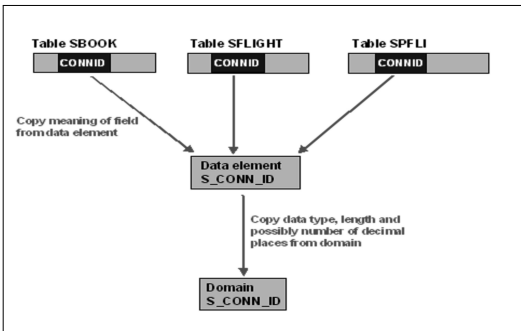 Table SBOOK
Table SFLIGHT
Table SPFLI
CONNID
CONNID
CONNID
Copy meaning of field
from data element
Data element
S_CONN_ID
Copy data type, length and
possibly number of decimal
places from domain
Domain
S_CONN_ID